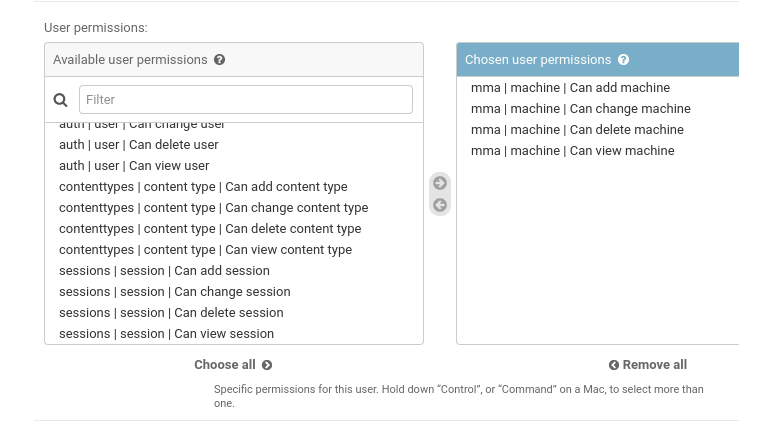 User permissions:
Available user permissions ?
Filter
auth | user | Can change user
auth | user | Can delete user
auth | user | Can view user
contenttypes | content type | Can add content type
contenttypes | content type | Can change content type
contenttypes | content type | Can delete content type
contenttypes | content type | Can view content type
sessions | session | Can add session
sessions | session | Can change session
sessions | session | Can delete session
sessions | session | Can view session
Choose all
Chosen user permissions ?
mma | machine | Can add machine
mma | machine | Can change machine
mma | machine | Can delete machine
mma | machine | Can view machine
Remove all
Specific permissions for this user. Hold down “Control”, or “Command” on a Mac, to select more than
one.